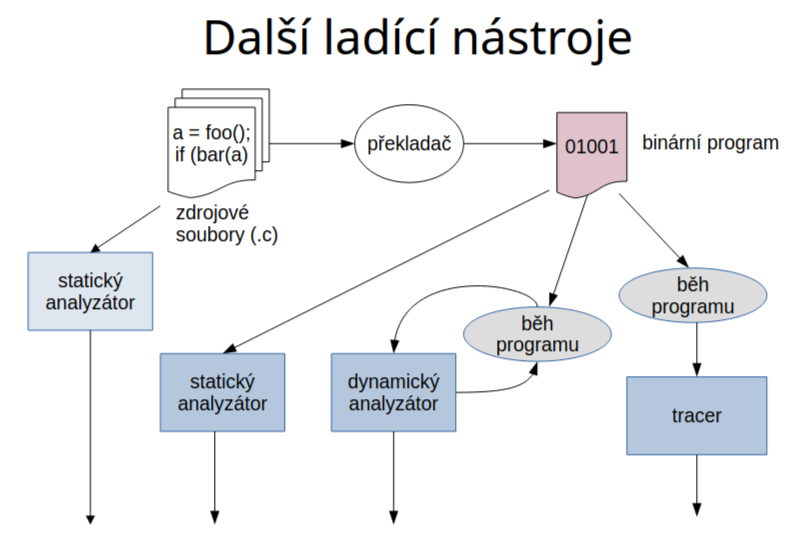 Další ladící nástroje
a = foo();
if (bar(a)
překladač
01001
binární program
zdrojové
soubory (.c)
statický
analyzátor
běh
programu
běh
programu
statický
analyzátor
dynamický
analyzátor
tracer